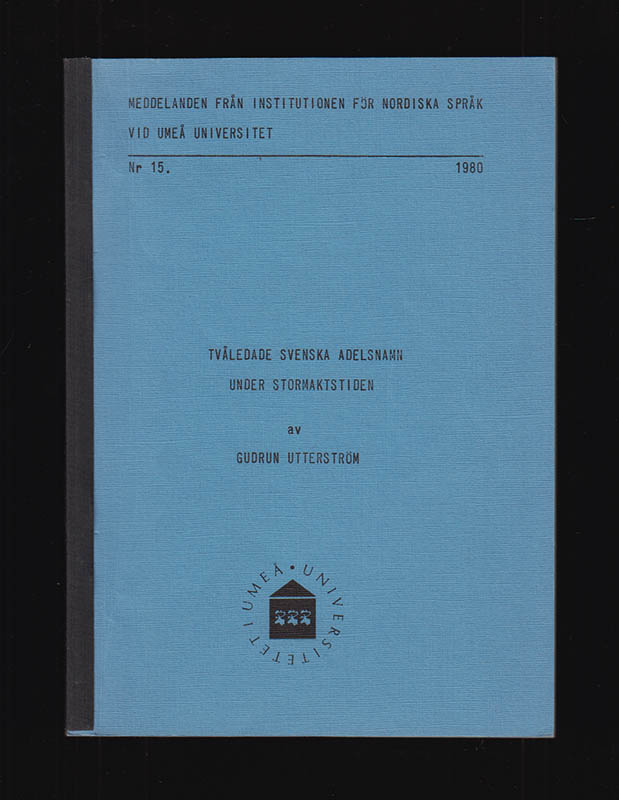 MEDDELANDEN FRÅN INSTITUTIONEN FÖR NORDISKA SPRÅK
VID UMEÅ UNIVERSITET
Nr 15. 1980
TVÅLEDADE SVENSKA ADELSNAMN
UNDER STORMAKTSTIDEN
av
GUDRUN UTTERSTRÖM
UNIVERSITETET I UMEÅ •